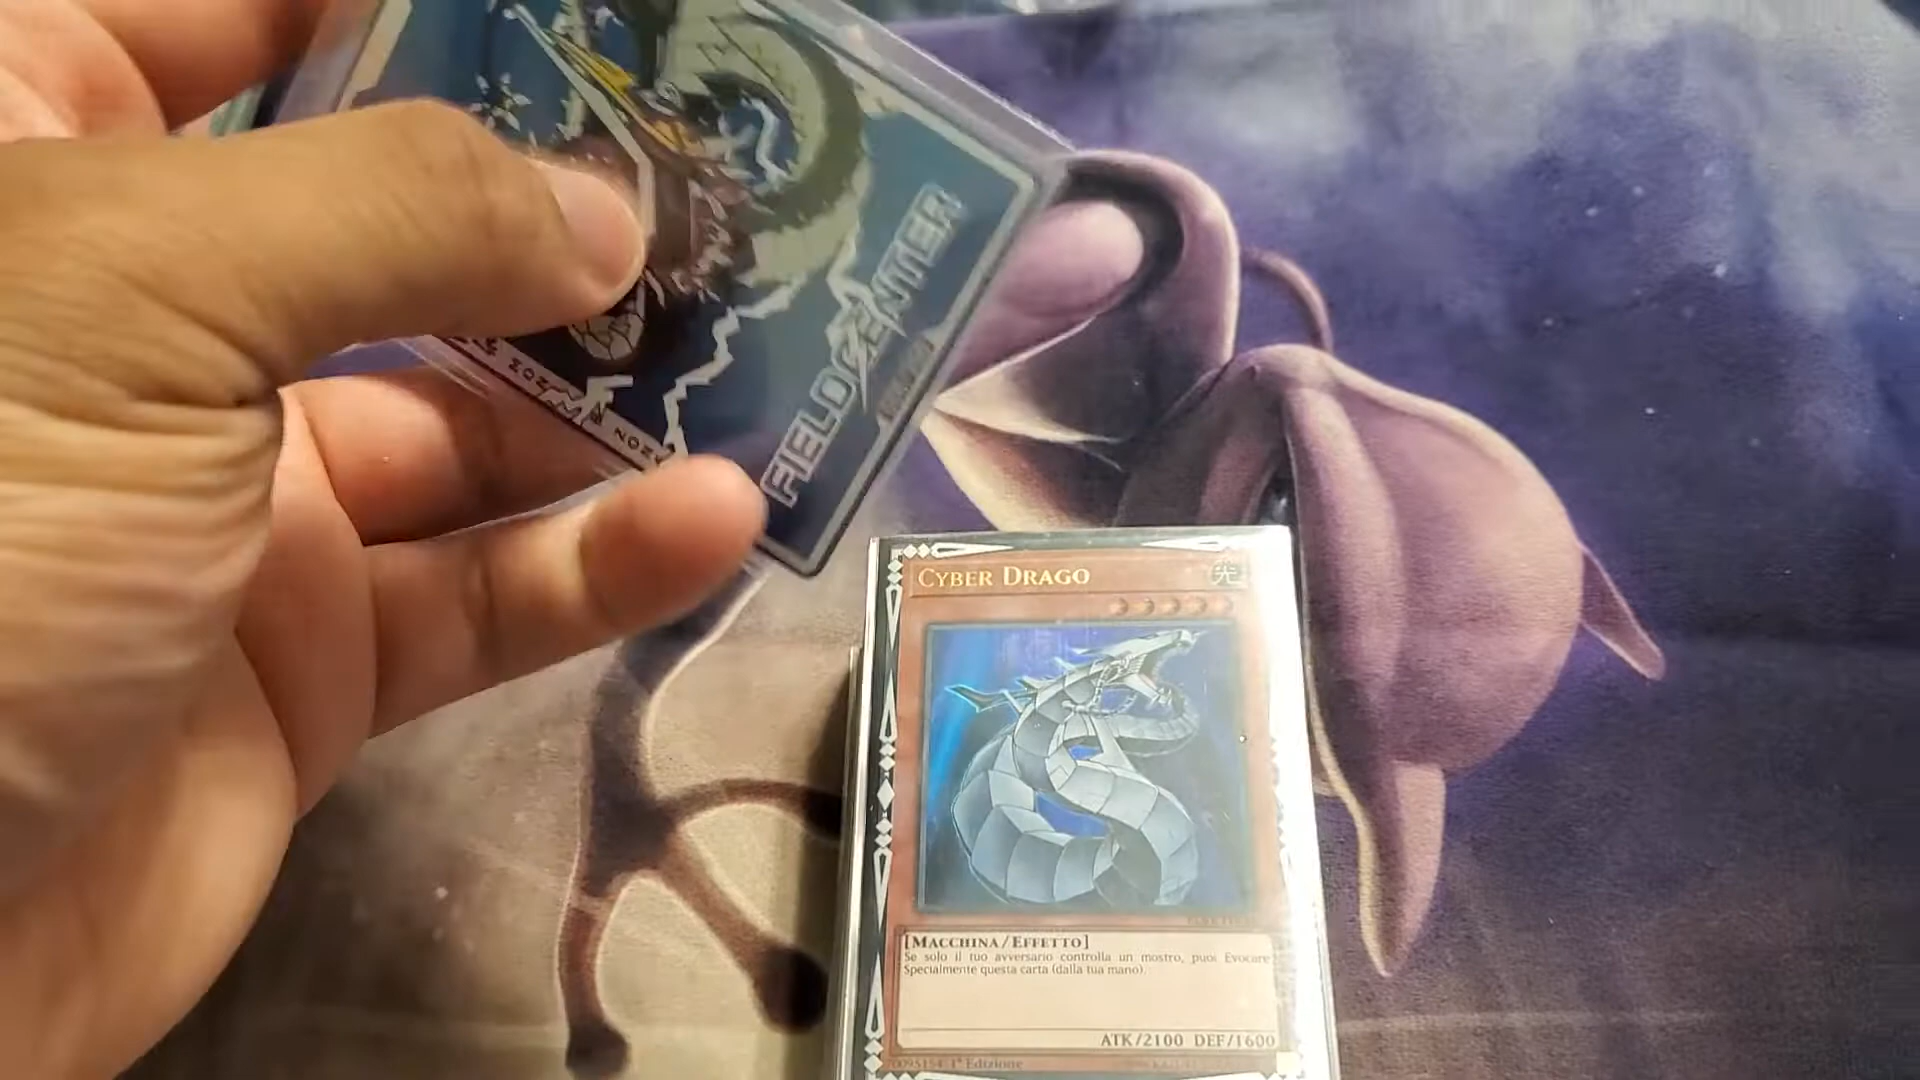 FIELD CENTER
CYBER DRAGO
光
[MACCHINA/EFFETTO]
Se solo il tuo avversario controlla un mostro, puoi Evocare
Specialmente questa carta (dalla tua mano).
ATK/2100 DEF/1600
1ª Edizione